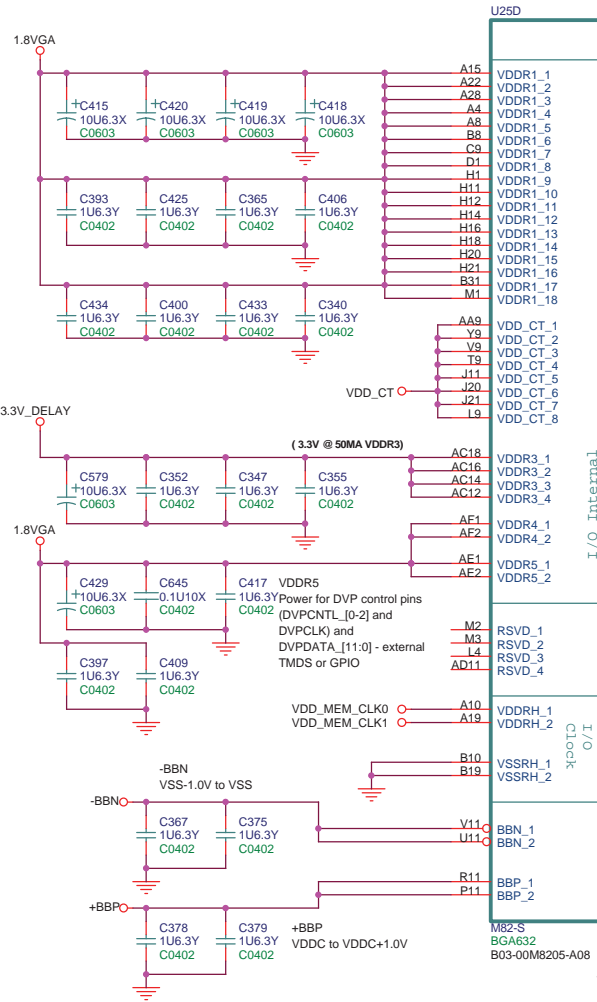 U25D
1.8VGA
C415
10U6.3X
C0603
C420
10U6.3X
C0603
C419
10U6.3X
C0603
C418
10U6.3X
C0603
C393
1U6.3Y
C0402
C425
1U6.3Y
C0402
C365
1U6.3Y
C0402
C406
1U6.3Y
C0402
C434
1U6.3Y
C0402
C400
1U6.3Y
C0402
C433
1U6.3Y
C0402
C340
1U6.3Y
C0402
A15 VDDR1_1
A22 VDDR1_2
A28 VDDR1_3
A4 VDDR1_4
A8 VDDR1_5
B8 VDDR1_6
C9 VDDR1_7
D1 VDDR1_8
H1 VDDR1_9
H11 VDDR1_10
H12 VDDR1_11
H14 VDDR1_12
H16 VDDR1_13
H18 VDDR1_14
H20 VDDR1_15
H21 VDDR1_16
B31 VDDR1_17
M1 VDDR1_18
VDD_CT
AA9 VDD_CT_1
Y9 VDD_CT_2
V9 VDD_CT_3
T9 VDD_CT_4
J11 VDD_CT_5
J20 VDD_CT_6
J21 VDD_CT_7
L9 VDD_CT_8
3.3V_DELAY
( 3.3V @ 50MA VDDR3)
C579
10U6.3X
C0603
C352
1U6.3Y
C0402
C347
1U6.3Y
C0402
C355
1U6.3Y
C0402
AC18 VDDR3_1
AC16 VDDR3_2
AC14 VDDR3_3
AC12 VDDR3_4
I/O Internal
1.8VGA
AF1 VDDR4_1
AF2 VDDR4_2
AE1 VDDR5_1
AE2 VDDR5_2
C429
10U6.3X
C0603
C645
0.1U10X
C0402
C417
1U6.3Y
C0402
VDDR5
Power for DVP control pins
(DVPCNTL_[0-2] and
DVPCLK) and
DVPDATA_[11:0] - external
TMDS or GPIO
C397
1U6.3Y
C0402
C409
1U6.3Y
C0402
M2 RSVD_1
M3 RSVD_2
L4 RSVD_3
AD11 RSVD_4
VDD_MEM_CLK0 A10 VDDRH_1
VDD_MEM_CLK1 A19 VDDRH_2
I/O
Clock
B10 VSSRH_1
B19 VSSRH_2
-BBN
VSS-1.0V to VSS
-BBN
C367
1U6.3Y
C0402
C375
1U6.3Y
C0402
V11 BBN_1
U11 BBN_2
R11 BBP_1
P11 BBP_2
+BBP
C378
1U6.3Y
C0402
C379
1U6.3Y
C0402
+BBP
VDDC to VDDC+1.0V
M82-S
BGA632
B03-00M8205-A08